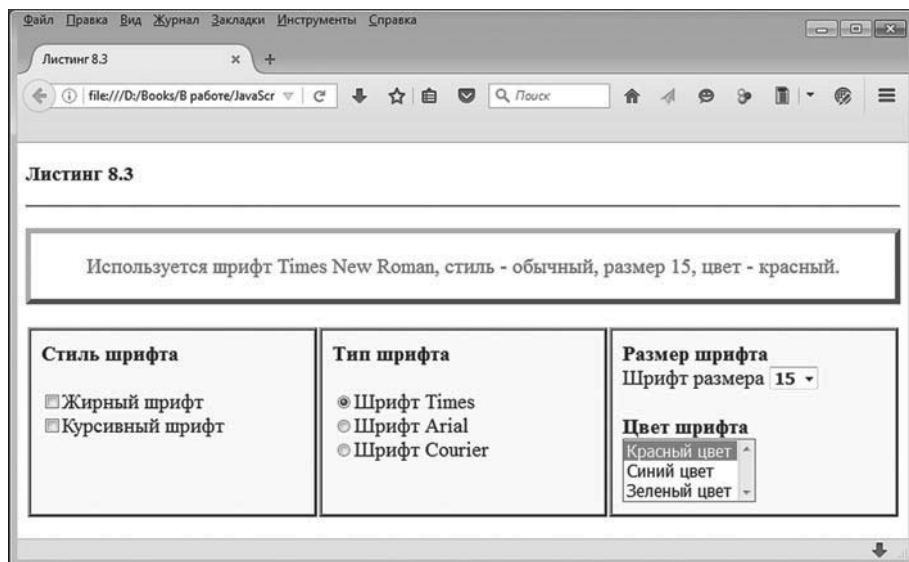 Файл Правка Вид Журнал Закладки Инструменты Справка
Листинг 8.3
file:///D:/Books/В работе/JavaScr
Поиск
Листинг 8.3
Используется шрифт Times New Roman, стиль - обычный, размер 15, цвет - красный.
Стиль шрифта
Жирный шрифт
Курсивный шрифт
Тип шрифта
Шрифт Times
Шрифт Arial
Шрифт Courier
Размер шрифта
Шрифт размера 15
Цвет шрифта
Красный цвет
Синий цвет
Зеленый цвет